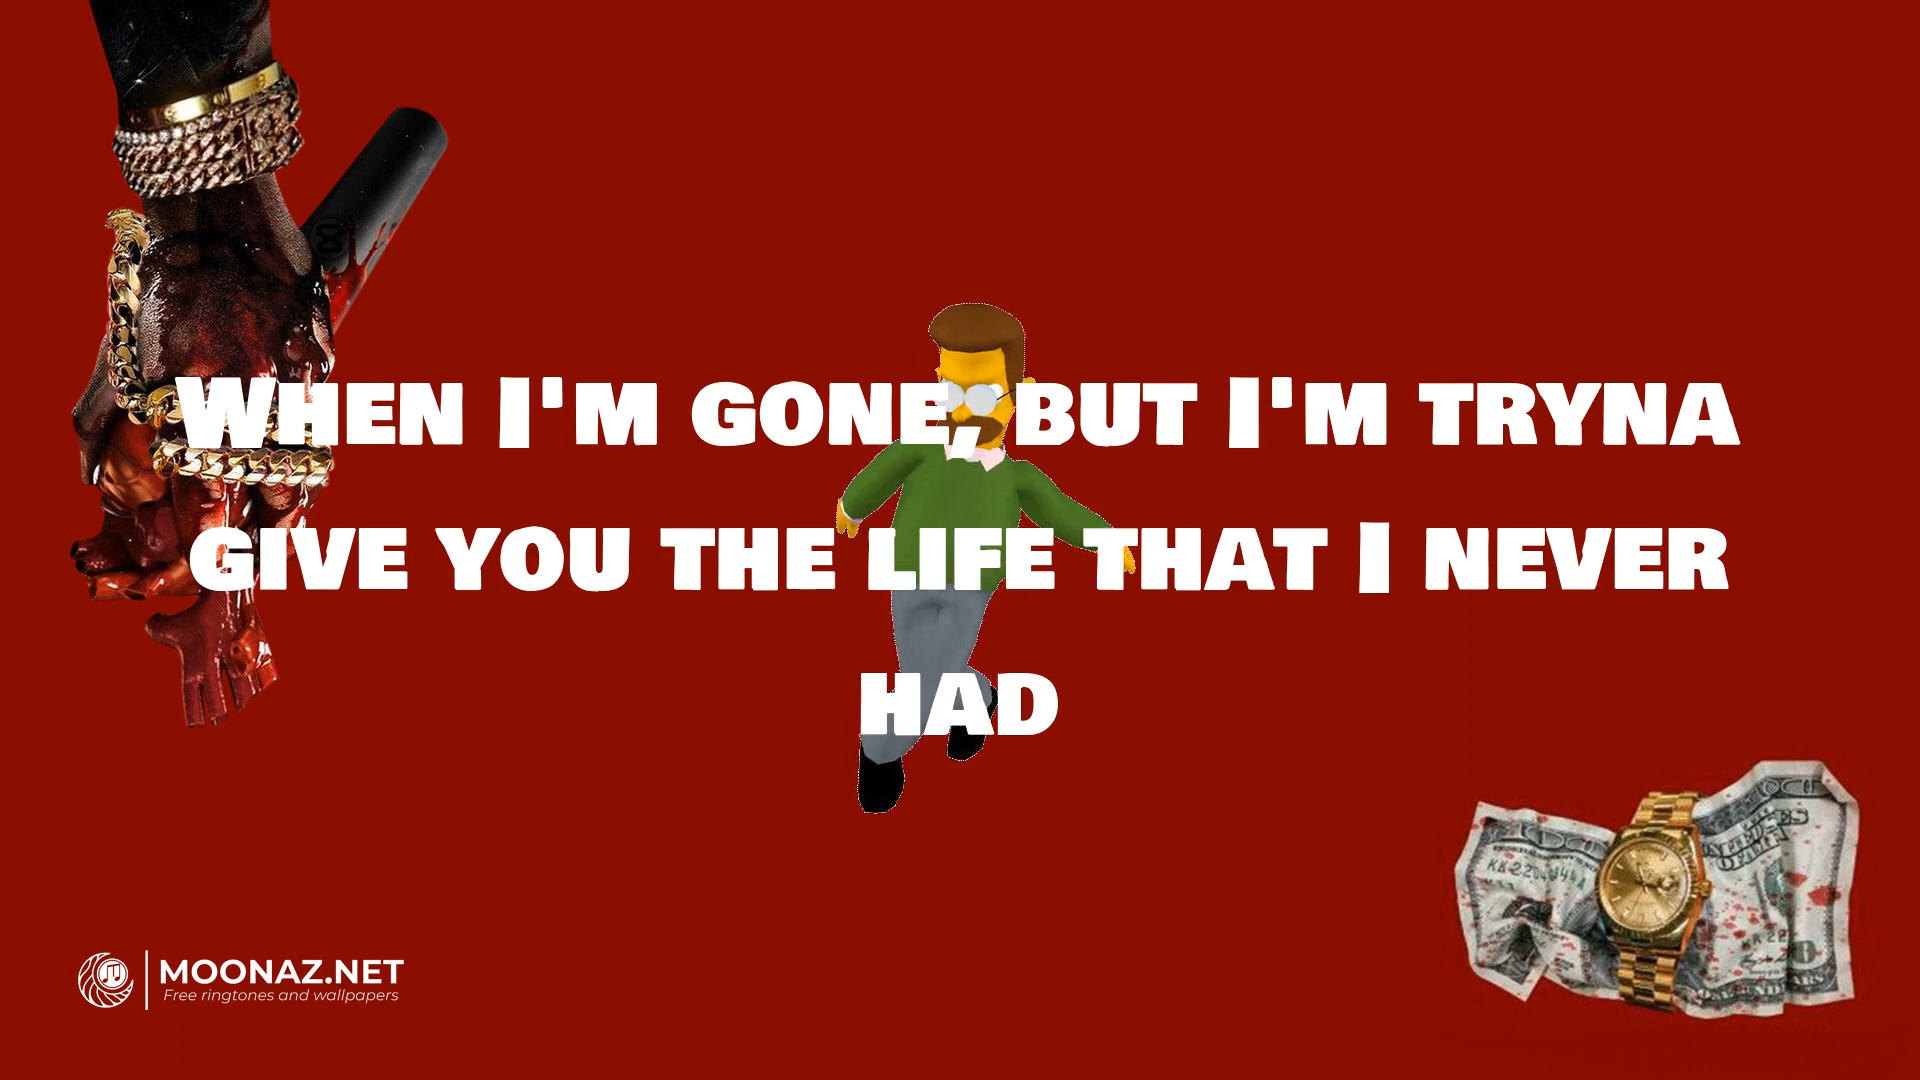 When I'm gone, but I'm tryna
give you the life that I never
had
MOONAZ.NET
Free ringtones and wallpapers